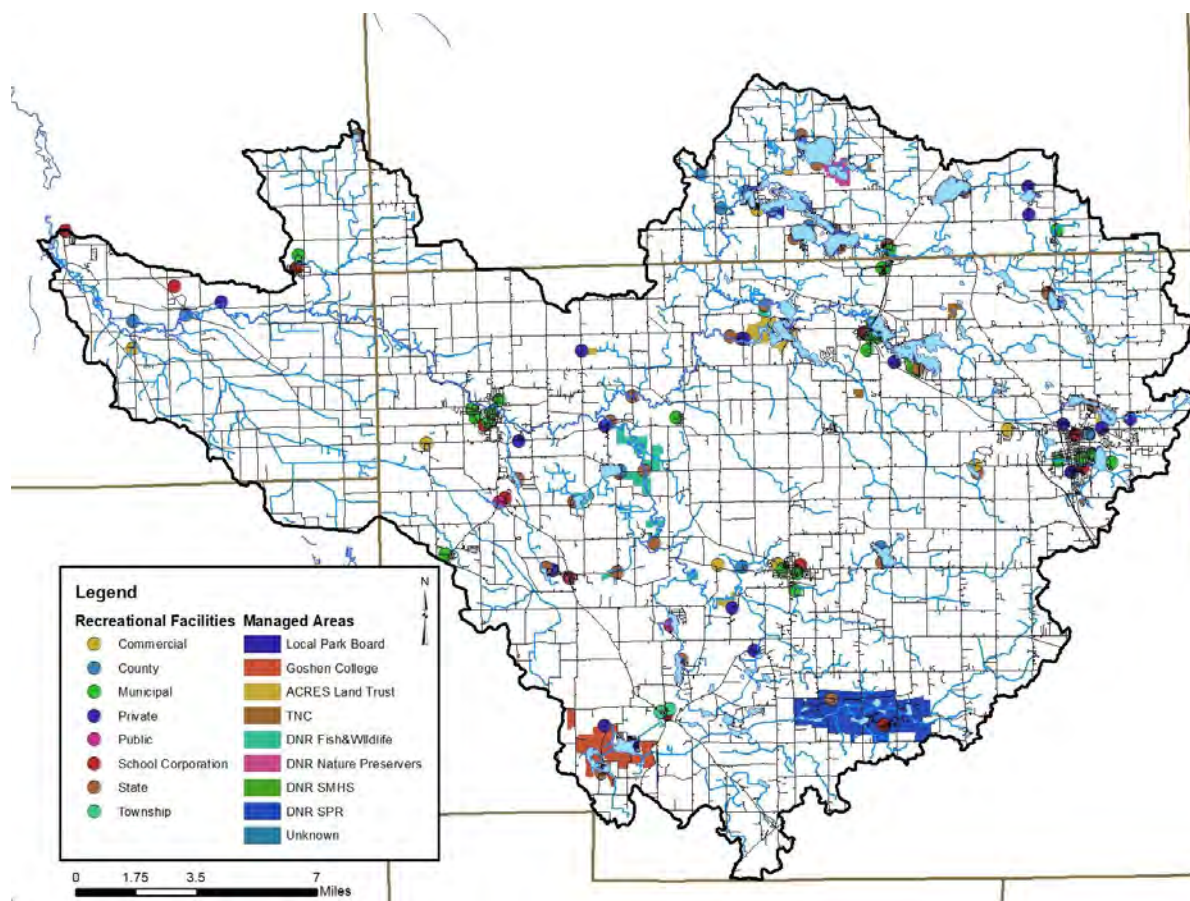 Legend
N
Recreational Facilities Managed Areas
Commercial Local Park Board
County Goshen College
Municipal ACRES Land Trust
Private TNC
Public DNR Fish&Wildlife
School Corporation DNR Nature Preservers
State DNR SMHS
Township DNR SPR
Unknown
0 1.75 3.5 7
Miles